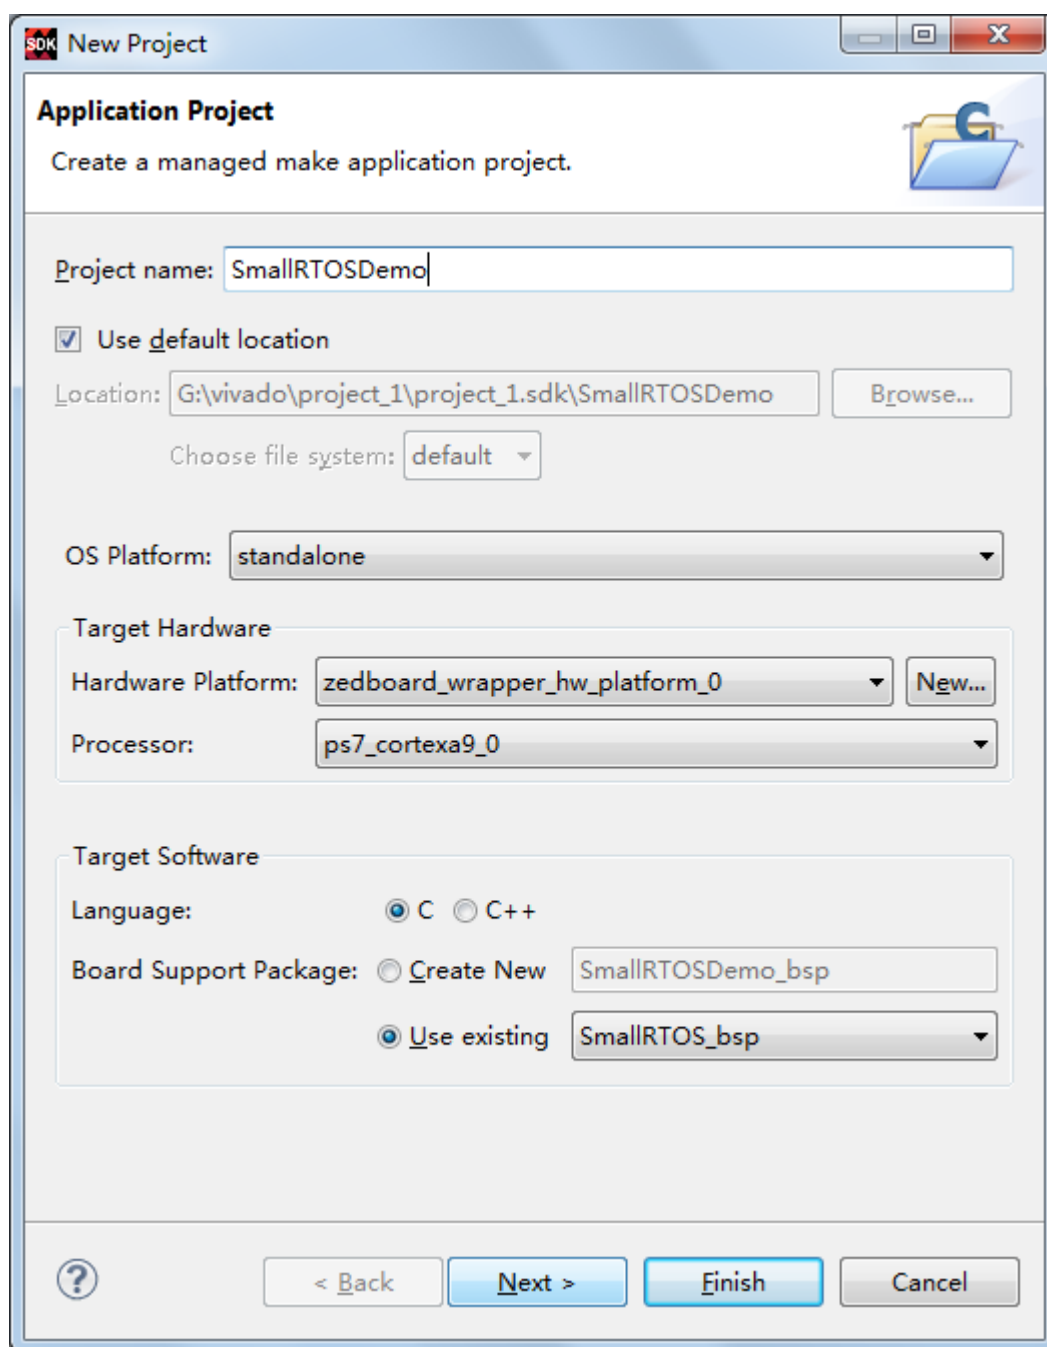 SDK New Project
Application Project
Create a managed make application project.
Project name: SmallRTOSDemo
Use default location
Location: G:\vivado\project_1\project_1.sdk\SmallRTOSDemo Browse...
Choose file system: default
OS Platform: standalone
Target Hardware
Hardware Platform: zedboard_wrapper_hw_platform_0 New...
Processor: ps7_cortexa9_0
Target Software
Language: C C++
Board Support Package: Create New SmallRTOSDemo_bsp
Use existing SmallRTOS_bsp
? < Back Next > Finish Cancel